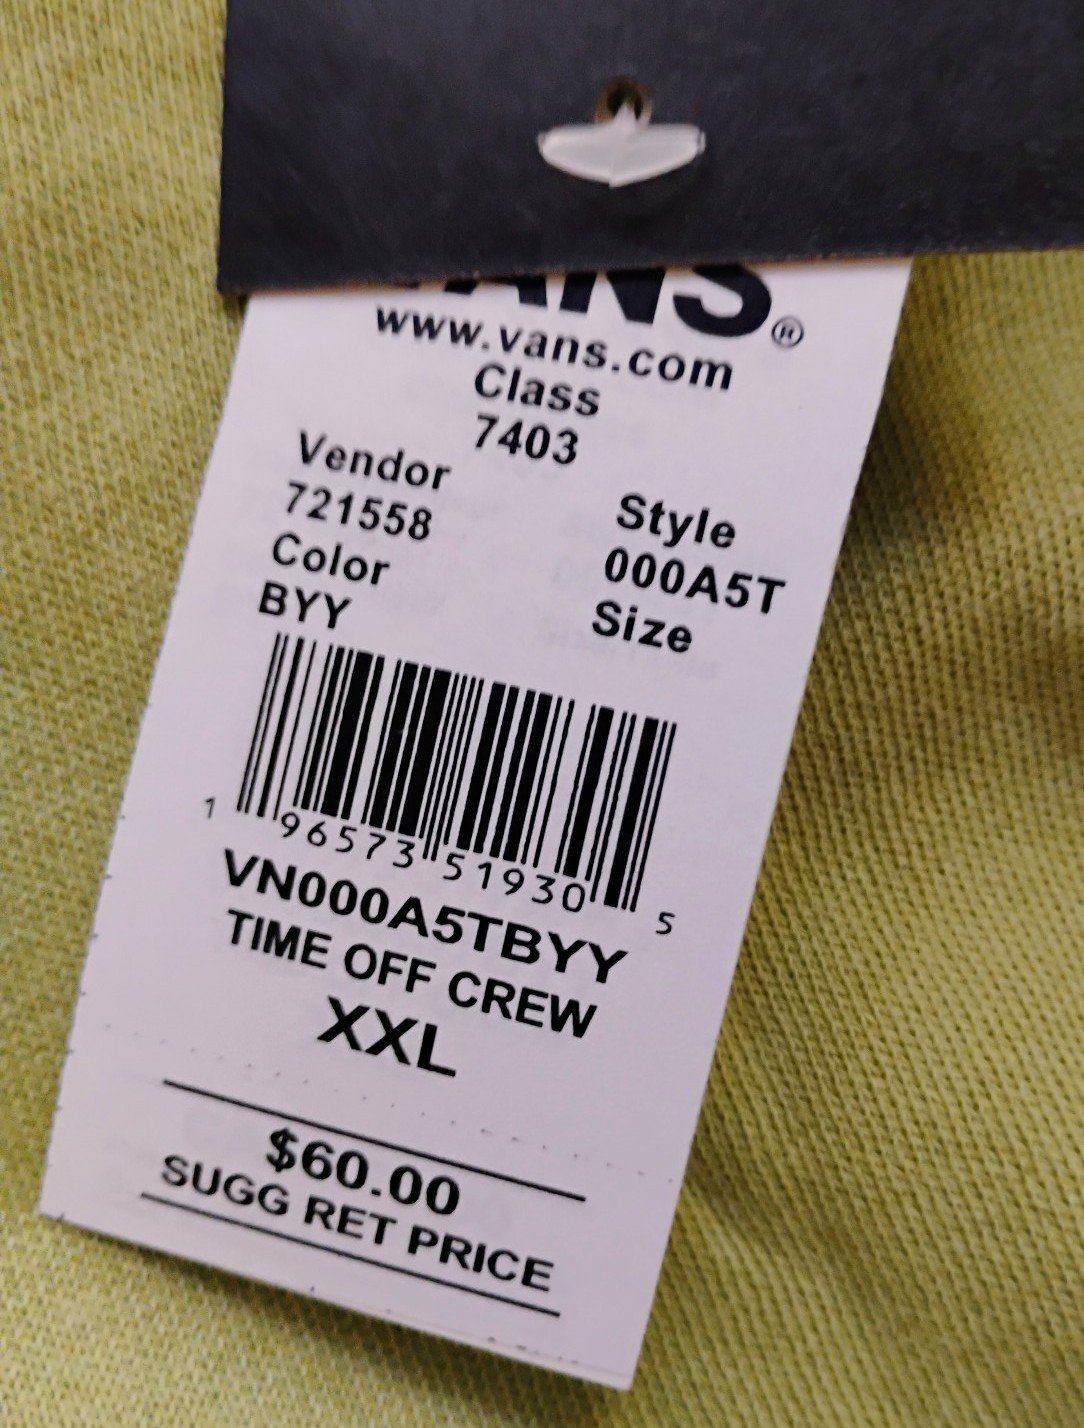 VANS®
www.vans.com
Class
7403
Vendor
721558
Style
000A5T
Color
BYY
Size
1 96573 51930 5
VN000A5TBYY
TIME OFF CREW
XXL
$60.00
SUGG RET PRICE